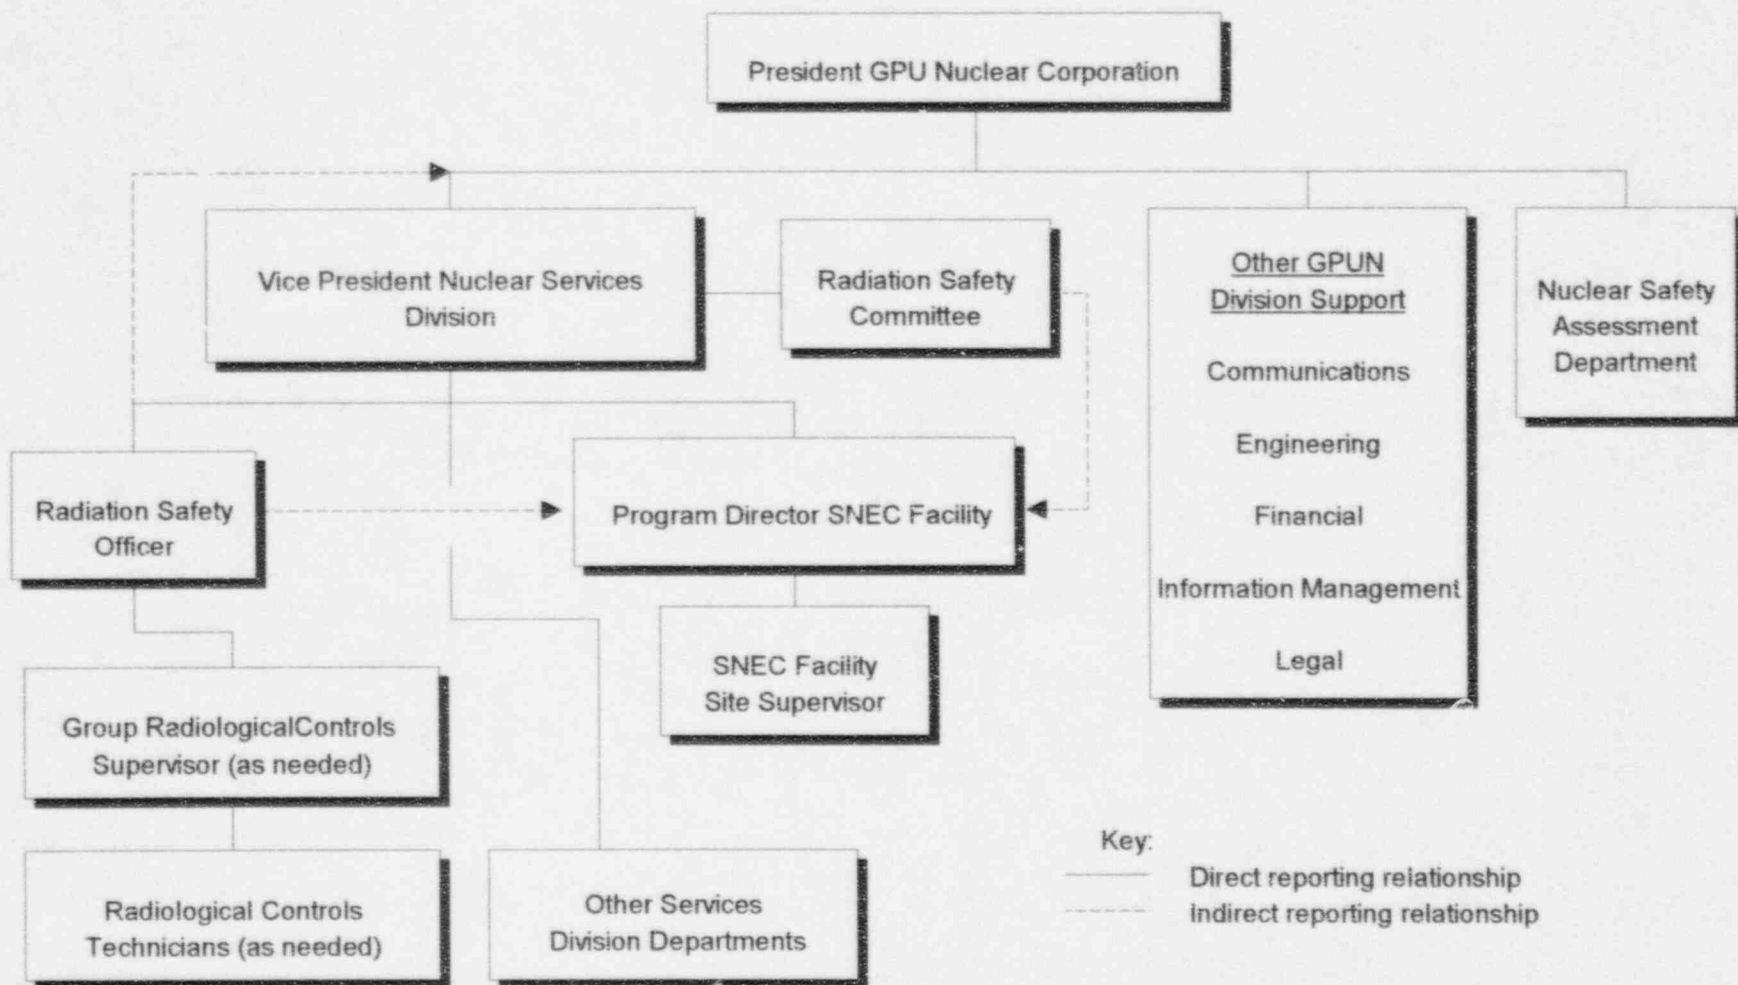 President GPU Nuclear Corporation
Vice President Nuclear Services
Division
Radiation Safety
Committee
Other GPUN
Division Support
Communications
Engineering
Financial
Information Management
Legal
Nuclear Safety
Assessment
Department
Radiation Safety
Officer
Program Director SNEC Facility
SNEC Facility
Site Supervisor
Group RadiologicalControls
Supervisor (as needed)
Radiological Controls
Technicians (as needed)
Other Services
Division Departments
Key:
Direct reporting relationship
Indirect reporting relationship